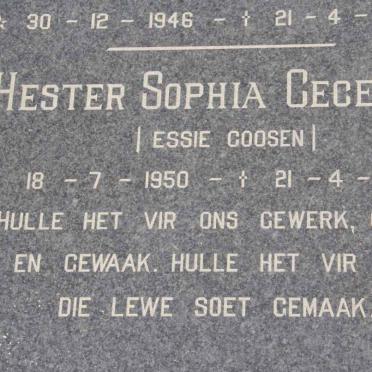 * 30 - 12 - 1946 - † 21 - 4 -
HESTER SOPHIA CECE
| ESSIE GOOSEN |
18 - 7 - 1950 - † 21 - 4 -
HULLE HET VIR ONS GEWERK,
EN GEWAAK. HULLE HET VIR
DIE LEWE SOET GEMAAK.